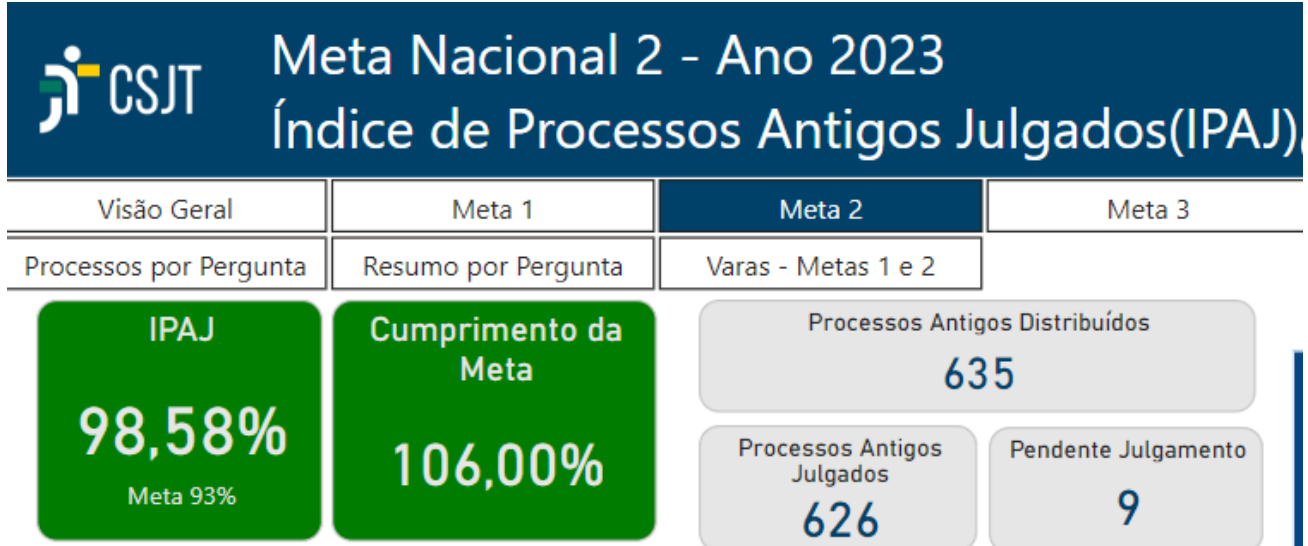 CSJT
Meta Nacional 2 - Ano 2023
Índice de Processos Antigos Julgados(IPAJ)
Visão Geral
Meta 1
Meta 2
Meta 3
Processos por Pergunta
Resumo por Pergunta
Varas - Metas 1 e 2
IPAJ
98,58%
Meta 93%
Cumprimento da
Meta
106,00%
Processos Antigos Distribuídos
635
Processos Antigos
Julgados
626
Pendente Julgamento
9